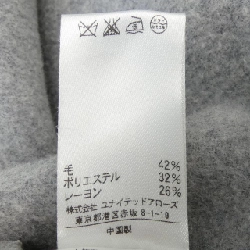 毛 42%
ポリエステル 32%
レーヨン 26%
株式会社 ユナイテッドアローズ
東京都港区赤坂 8-1-19
中国製